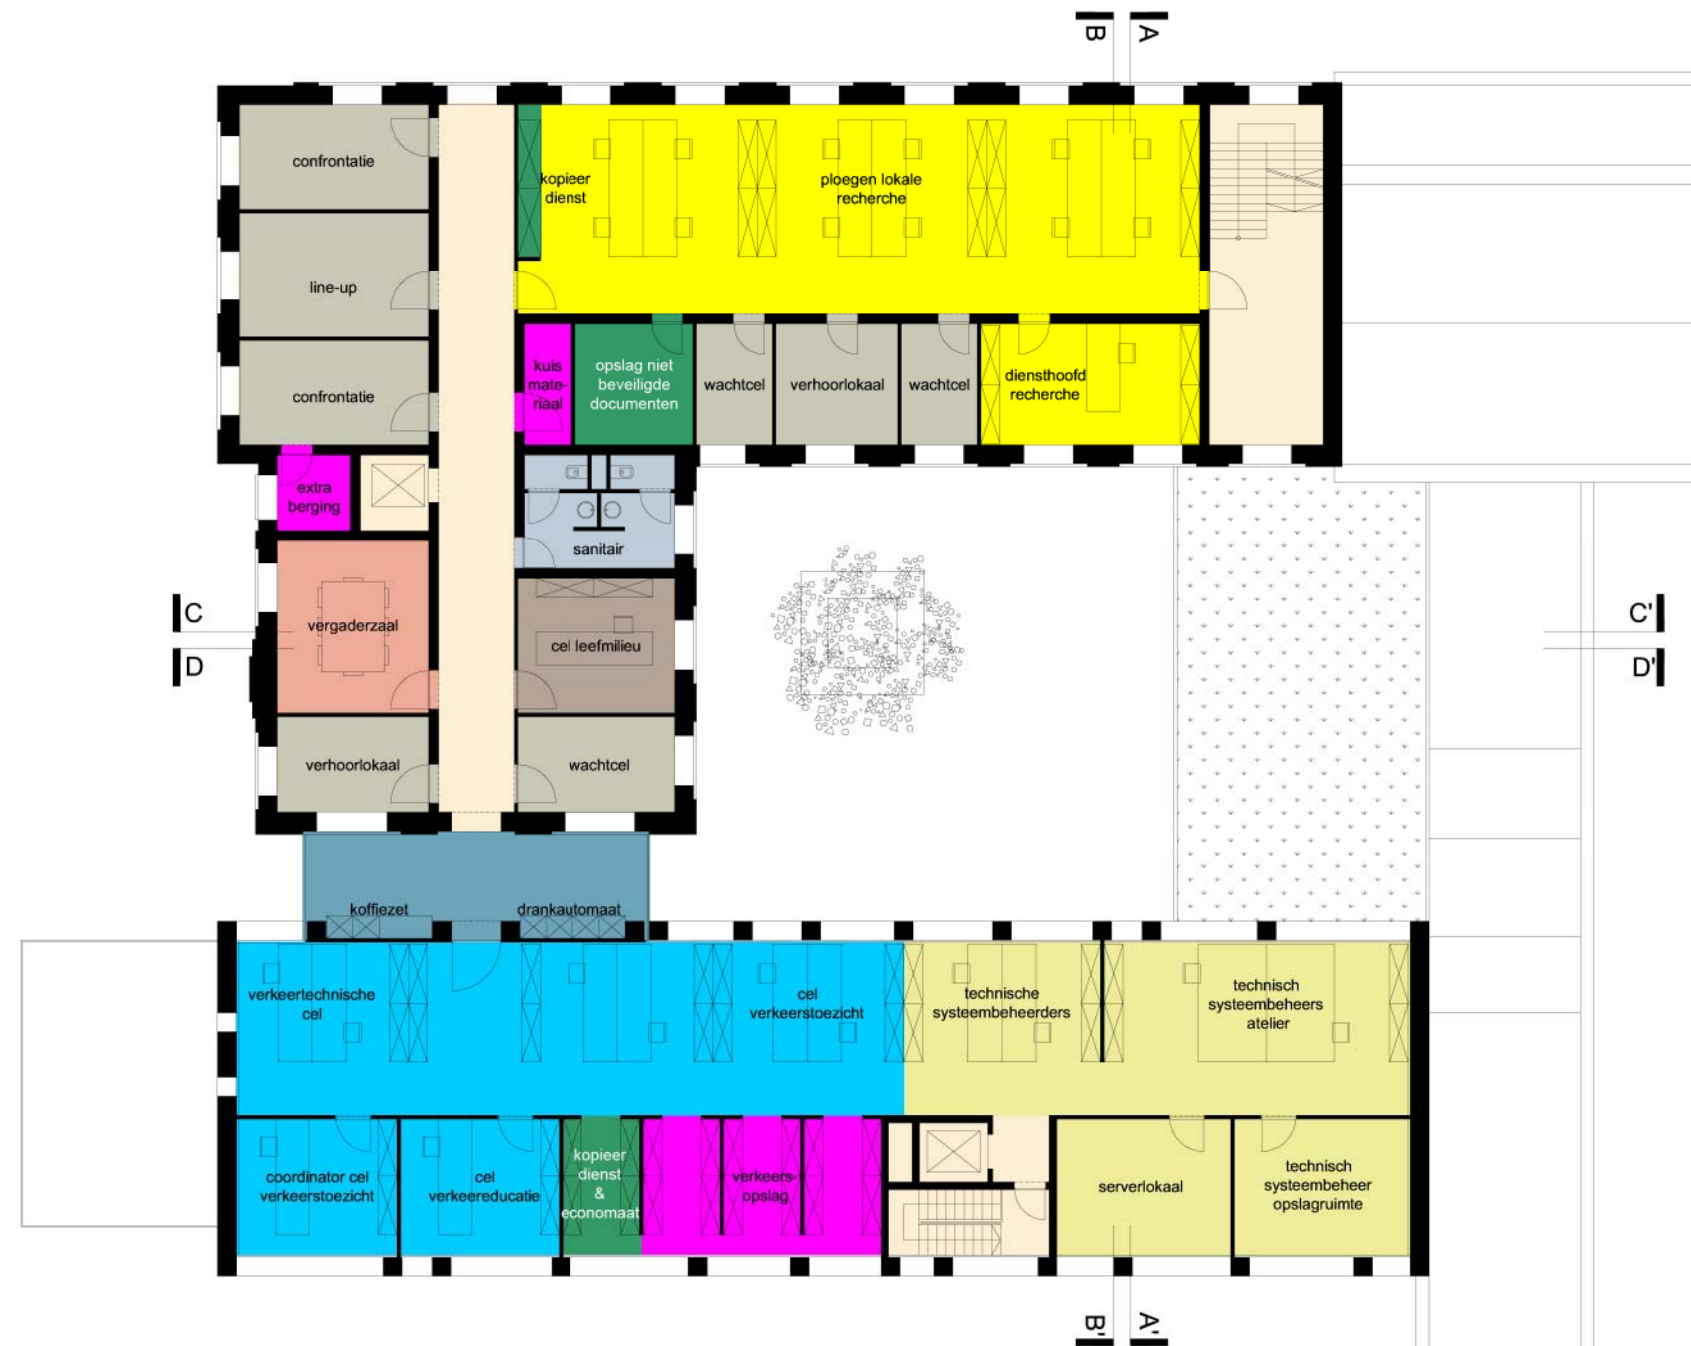 B
A
confrontatie
kopieer
dienst
ploegen lokale
recherche
line-up
confrontatie
kuis
mate-
riaal
opslag niet
beveiligde
documenten
wachtcel
verhoorlokaal
wachtcel
diensthoofd
recherche
extra
berging
sanitair
C
D
vergaderzaal
cel leefmilieu
C'
D'
verhoorlokaal
wachtcel
koffiezet
drankautomaat
verkeertechnische
cel
cel
verkeerstoezicht
technische
systeembeheerders
technisch
systeembeheers
atelier
coordinator cel
verkeerstoezicht
cel
verkeereducatie
kopieer
dienst
&
economaat
verkeers-
opslag
serverlokaal
technisch
systeembeheer
opslagruimte
B'
A'